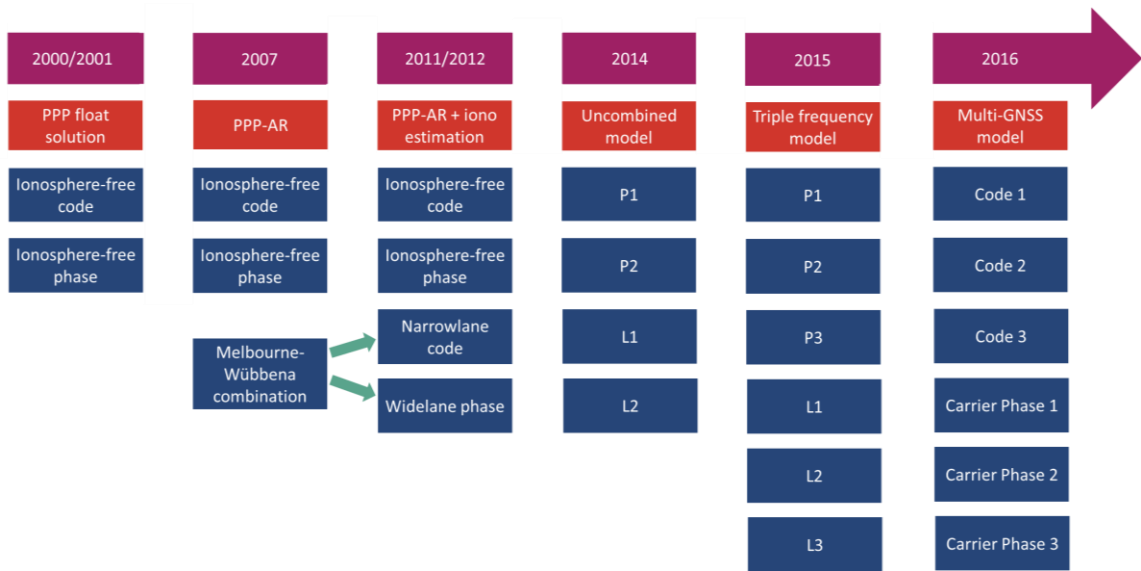 2000/2001
2007
2011/2012
2014
2015
2016
PPP float
solution
PPP-AR
PPP-AR + iono
estimation
Uncombined
model
Triple frequency
model
Multi-GNSS
model
Ionosphere-free
code
Ionosphere-free
code
Ionosphere-free
code
P1
P1
Code 1
Ionosphere-free
phase
Ionosphere-free
phase
Ionosphere-free
phase
P2
P2
Code 2
Melbourne-
Wübbena
combination
Narrowlane
code
L1
P3
Code 3
Widelane phase
L2
L1
Carrier Phase 1
L2
Carrier Phase 2
L3
Carrier Phase 3